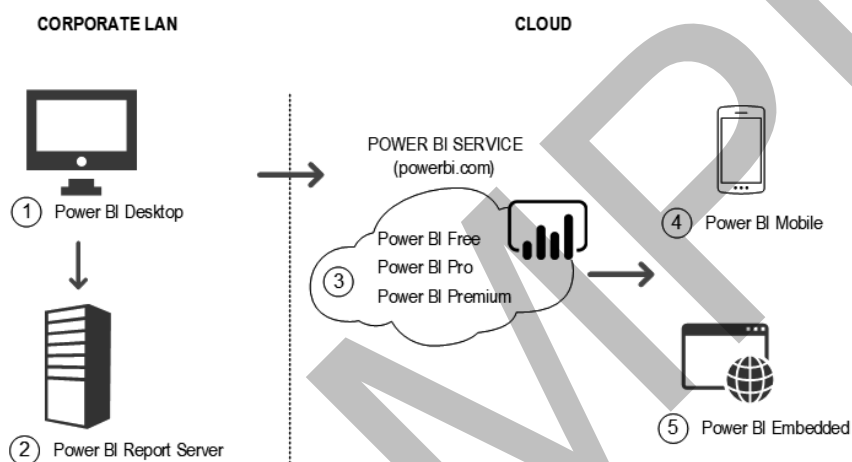 CORPORATE LAN
CLOUD
POWER BI SERVICE
(powerbi.com)
1 Power BI Desktop
Power BI Free
3 Power BI Pro
Power BI Premium
4 Power BI Mobile
2 Power BI Report Server
5 Power BI Embedded